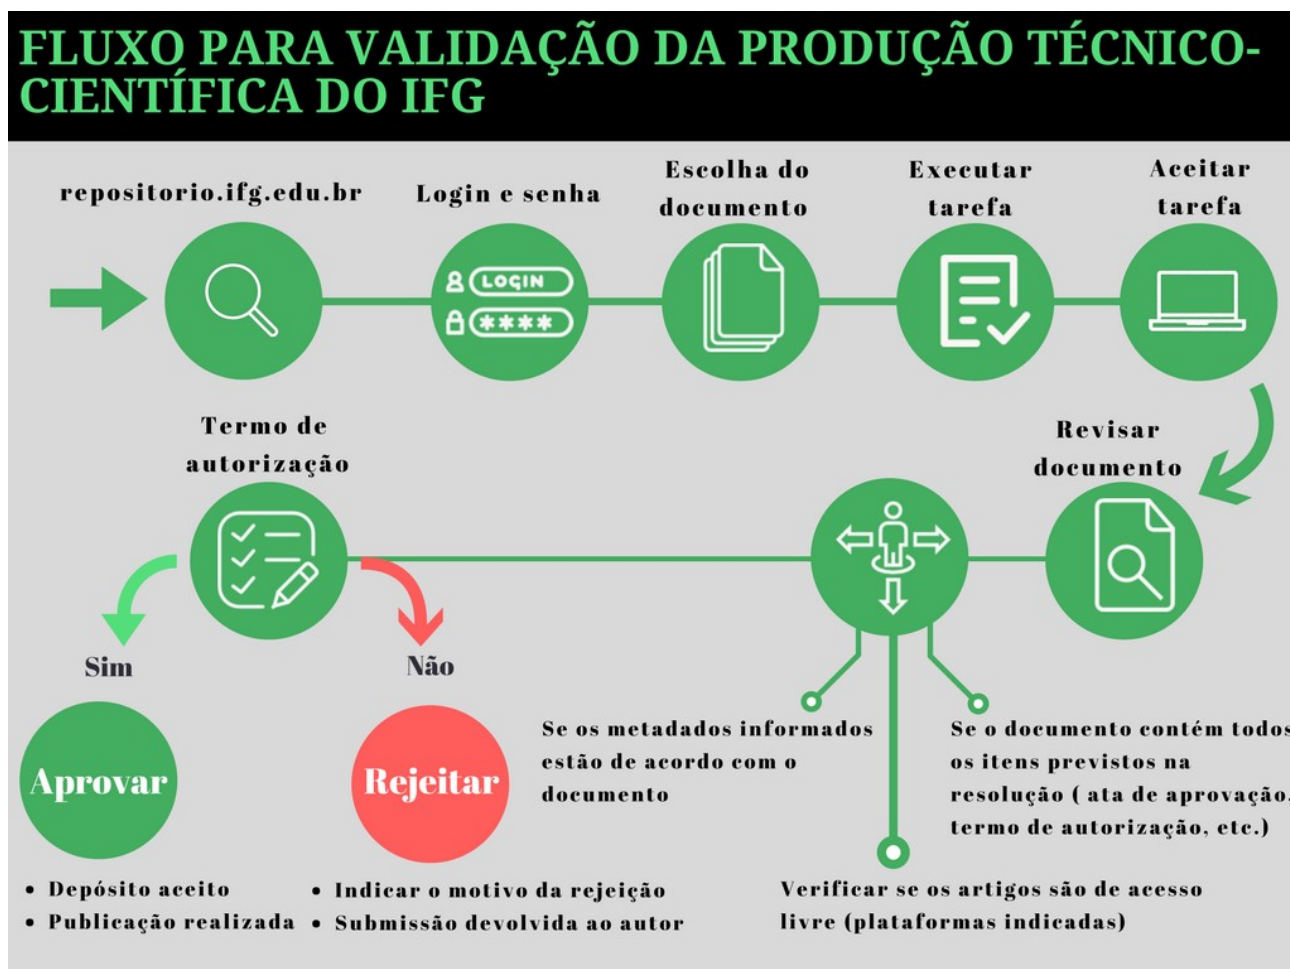 FLUXO PARA VALIDAÇÃO DA PRODUÇÃO TÉCNICO-
CIENTÍFICA DO IFG
repositorio.ifg.edu.br
Login e senha
Escolha do
documento
Executar
tarefa
Aceitar
tarefa
LOGIN
****
Termo de
autorização
Revisar
documento
Sim
Não
Aprovar
Rejeitar
Se os metadados informados
estão de acordo com o
documento
Se o documento contém todos
os itens previstos na
resolução ( ata de aprovação,
termo de autorização, etc.)
• Depósito aceito
• Publicação realizada
• Indicar o motivo da rejeição
• Submissão devolvida ao autor
Verificar se os artigos são de acesso
livre (plataformas indicadas)